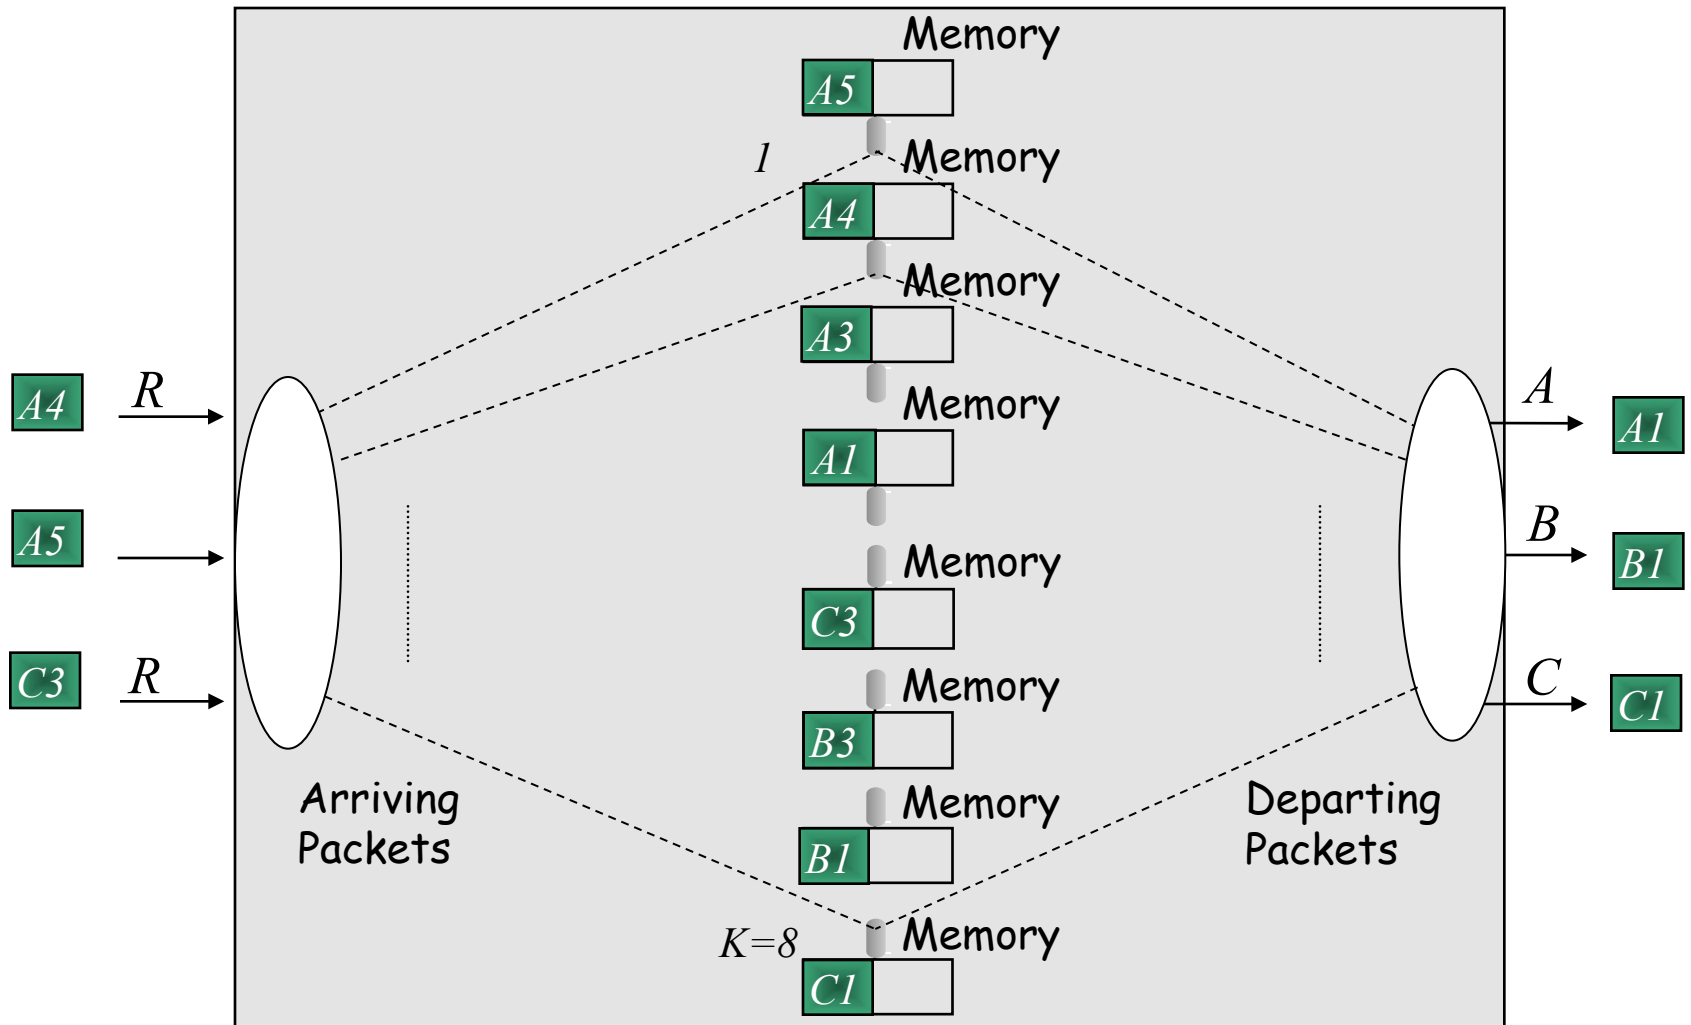 Memory
A5
1
Memory
A4
Memory
A3
A4
R
A
A1
Memory
A1
A5
B
B1
Memory
C3
C3
R
C
C1
Memory
B3
Arriving
Packets
Memory
Departing
Packets
B1
K=8
Memory
C1